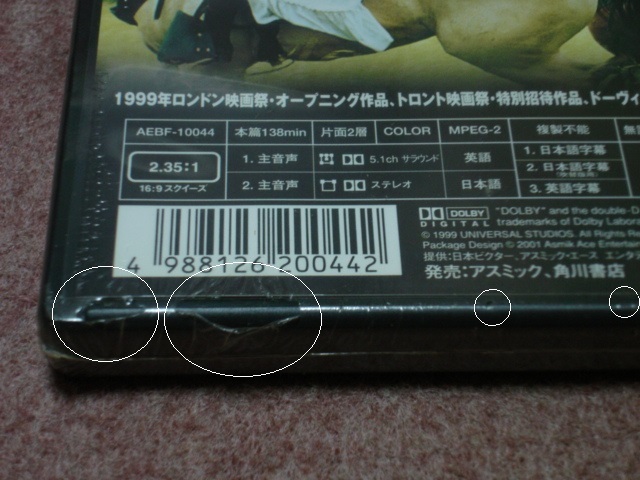 1999年ロンドン映画祭・オープニング作品、トロント映画祭・特別招待作品、ドーヴィ
AEBF-10044 本篇138min 片面2層 COLOR MPEG-2 複製不能 無
2.35:1
16:9スクイーズ
1. 主音声 DD 5.1ch サラウンド 英語
2. 主音声 DD ステレオ 日本語
1. 日本語字幕
2. 日本語字幕
3. 英語字幕
4 988126 200442
DOLBY DIGITAL
"DOLBY" and the double-D
trademarks of Dolby Labora
© 1999 UNIVERSAL STUDIOS. All Righ
Package Design © 2001 Asmik Ace Entertai
提供:日本ビクター、アスミック・エース エンタ
発売:アスミック、角川書店